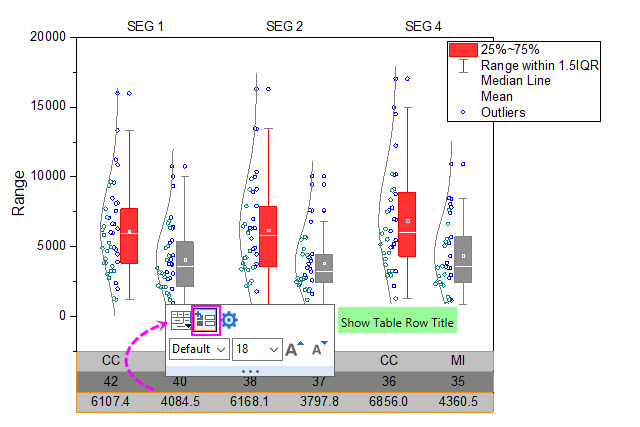 SEG 1 SEG 2 SEG 4
20000
25%~75%
Range within 1.5IQR
Median Line
Mean
Outliers
15000
10000
5000
0
Range
Show Table Row Title
Default 18 A A
CC CC MI
42 40 38 37 36 35
6107.4 4084.5 6168.1 3797.8 6856.0 4360.5